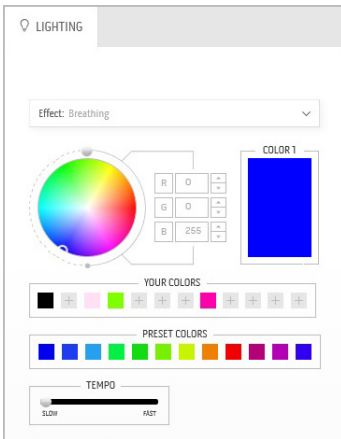 LIGHTING
Effect: Breathing
COLOR 1
R 0
G 0
B 255
YOUR COLORS
PRESET COLORS
TEMPO
SLOW FAST